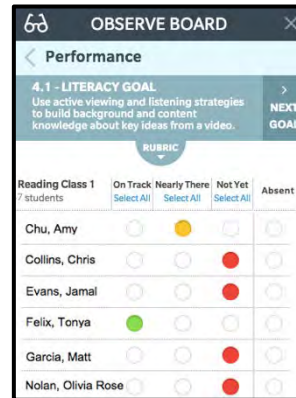 OBSERVE BOARD
Performance
4.1 - LITERACY GOAL
Use active viewing and listening strategies
to build background and content
knowledge about key ideas from a video.
NEXT
GOAL
RUBRIC
Reading Class 1
7 students
On Track Nearly There Not Yet Absent
Select All Select All Select All
Chu, Amy
Collins, Chris
Evans, Jamal
Felix, Tonya
Garcia, Matt
Nolan, Olivia Rose